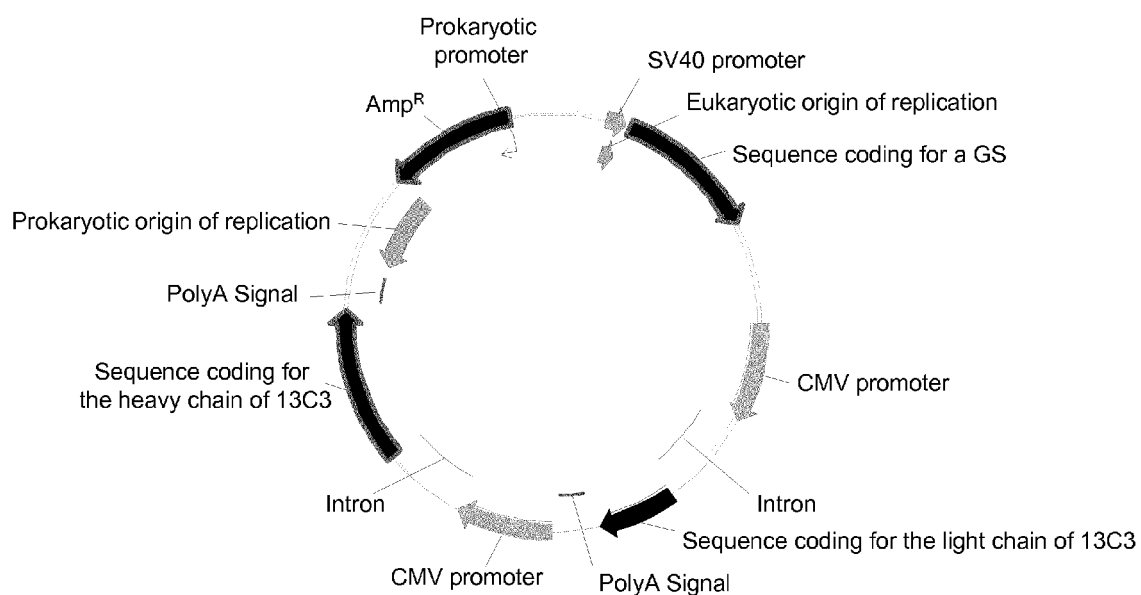 Prokaryotic
promoter
SV40 promoter
Amp^R
Eukaryotic origin of replication
Sequence coding for a GS
Prokaryotic origin of replication
PolyA Signal
Sequence coding for
the heavy chain of 13C3
CMV promoter
Intron
Intron
Sequence coding for the light chain of 13C3
CMV promoter
PolyA Signal